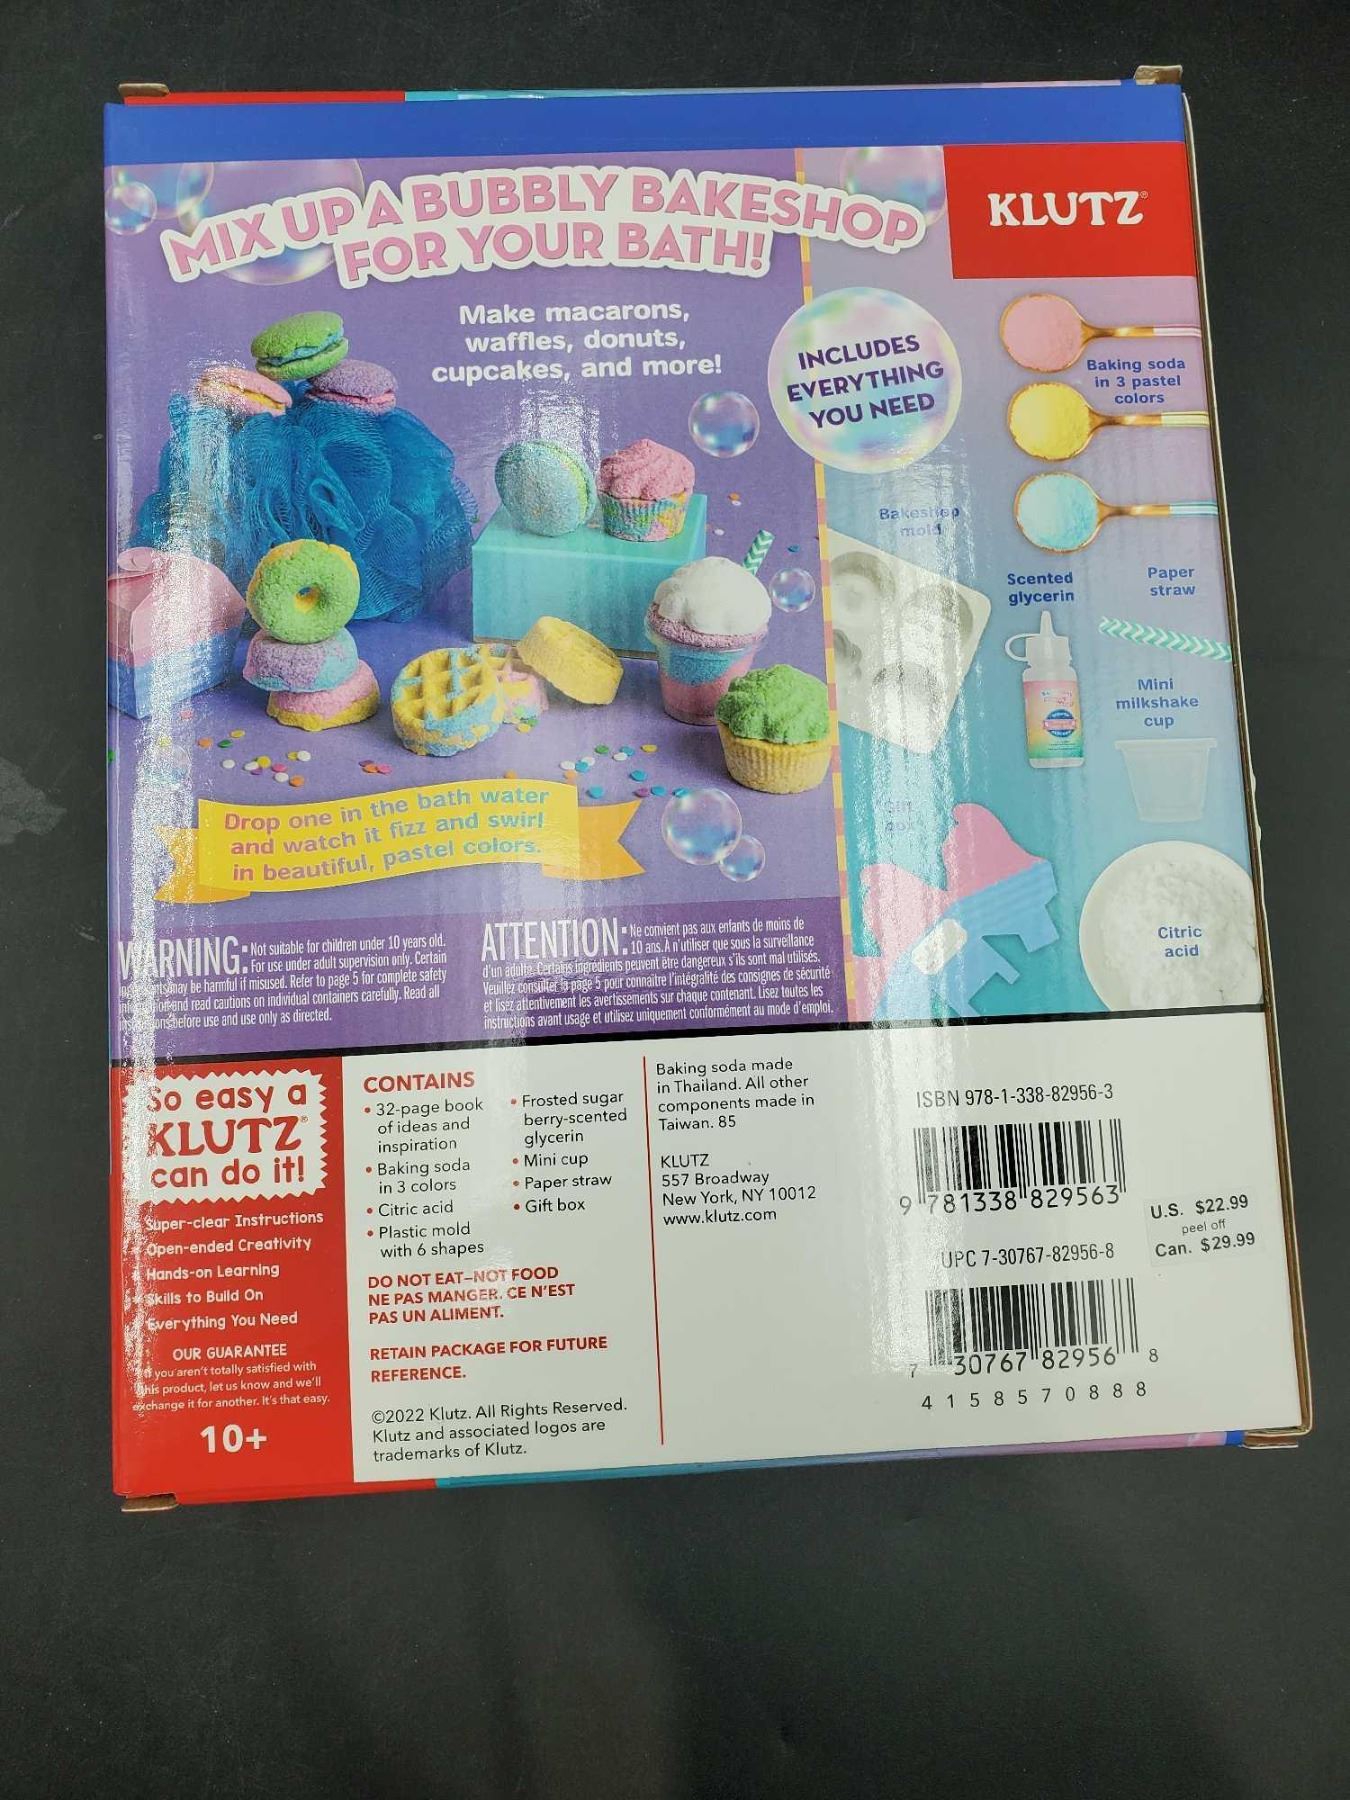 MIX UP A BUBBLY BAKESHOP
FOR YOUR BATH!
KLUTZ®
Make macarons,
waffles, donuts,
cupcakes, and more!
INCLUDES
EVERYTHING
YOU NEED
Baking soda
in 3 pastel
colors
Bakeshop
mold
Scented
glycerin
Paper
straw
Mini
milkshake
cup
Gift
box
Citric
acid
Drop one in the bath water
and watch it fizz and swirl
in beautiful, pastel colors.
WARNING: Not suitable for children under 10 years old.
For use under adult supervision only. Certain
may be harmful if misused. Refer to page 5 for complete safety
and read cautions on individual containers carefully. Read all
before use and use only as directed.
ATTENTION: Ne convient pas aux enfants de moins de
10 ans. À n'utiliser que sous la surveillance
d'un adulte. Certains ingrédients peuvent être dangereux s'ils sont mal utilisés.
Veuillez consulter la page 5 pour connaître l'intégralité des consignes de sécurité
et lisez attentivement les avertissements sur chaque contenant. Lisez toutes les
instructions avant usage et utilisez uniquement conformément au mode d'emploi.
So easy a
KLUTZ®
can do it!
Super-clear Instructions
Open-ended Creativity
Hands-on Learning
Skills to Build On
Everything You Need
OUR GUARANTEE
If you aren't totally satisfied with
this product, let us know and we'll
exchange it for another. It's that easy.
10+
CONTAINS
• 32-page book
of ideas and
inspiration
• Baking soda
in 3 colors
• Citric acid
• Plastic mold
with 6 shapes
• Frosted sugar
berry-scented
glycerin
• Mini cup
• Paper straw
• Gift box
DO NOT EAT—NOT FOOD
NE PAS MANGER. CE N'EST
PAS UN ALIMENT.
RETAIN PACKAGE FOR FUTURE
REFERENCE.
©2022 Klutz. All Rights Reserved.
Klutz and associated logos are
trademarks of Klutz.
Baking soda made
in Thailand. All other
components made in
Taiwan. 85
KLUTZ
557 Broadway
New York, NY 10012
www.klutz.com
ISBN 978-1-338-82956-3
9 781338 829563
UPC 7-30767-82956-8
7 30767 82956 8
4 1 5 8 5 7 0 8 8 8
U.S. $22.99
peel off
Can. $29.99